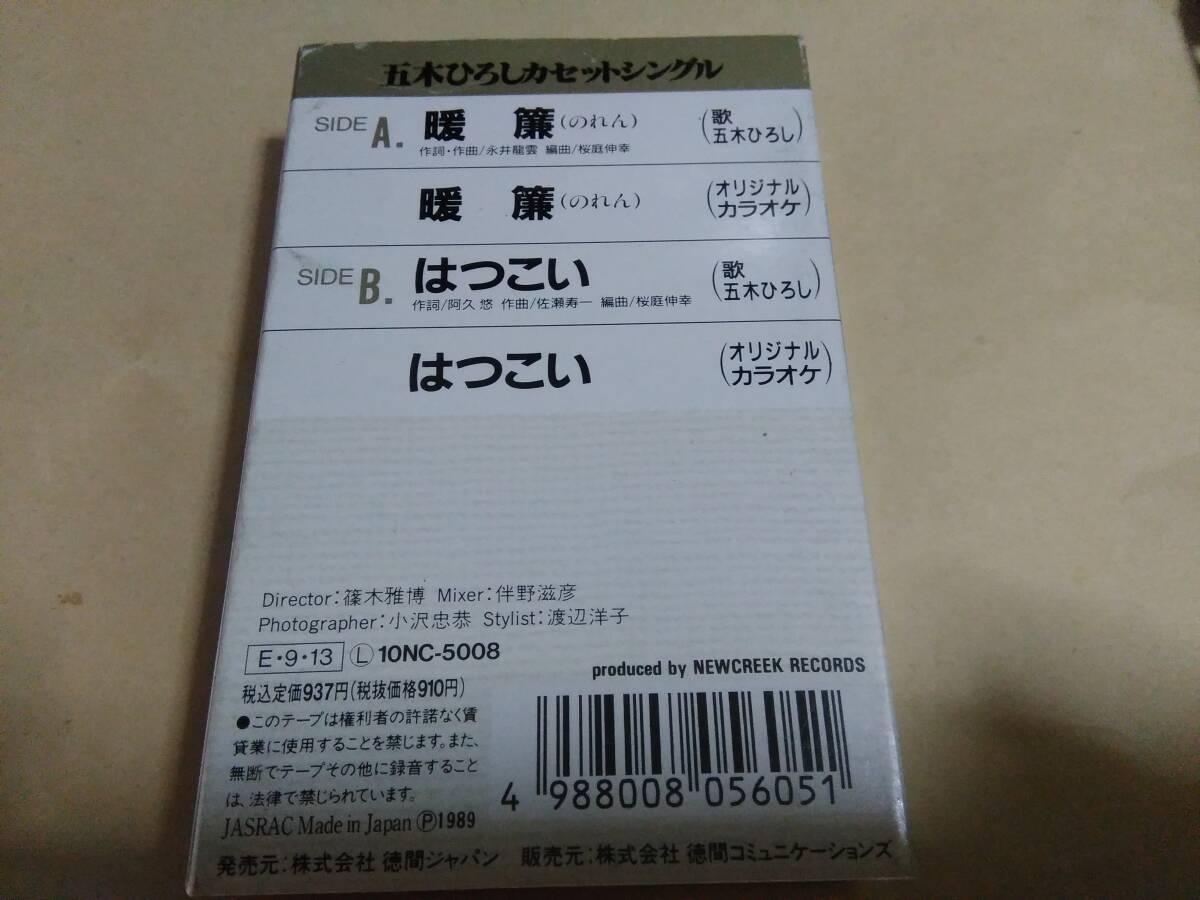 五木ひろしカセットシングル
SIDE A. 暖簾(のれん) (歌 五木ひろし)
作詞・作曲/永井龍雲 編曲/桜庭伸幸
暖簾(のれん) (オリジナル カラオケ)
SIDE B. はつこい (歌 五木ひろし)
作詞/阿久 悠 作曲/佐瀬寿一 編曲/桜庭伸幸
はつこい (オリジナル カラオケ)
Director:篠木雅博 Mixer:伴野滋彦
Photographer:小沢忠恭 Stylist:渡辺洋子
E・9・13 Ⓛ 10NC-5008
produced by NEWCREEK RECORDS
税込定価937円(税抜価格910円)
●このテープは権利者の許諾なく賃
貸業に使用することを禁じます。また、
無断でテープその他に録音すること
は、法律で禁じられています。
4 988008 056051
JASRAC Made in Japan Ⓟ1989
発売元:株式会社 徳間ジャパン 販売元:株式会社 徳間コミュニケーションズ